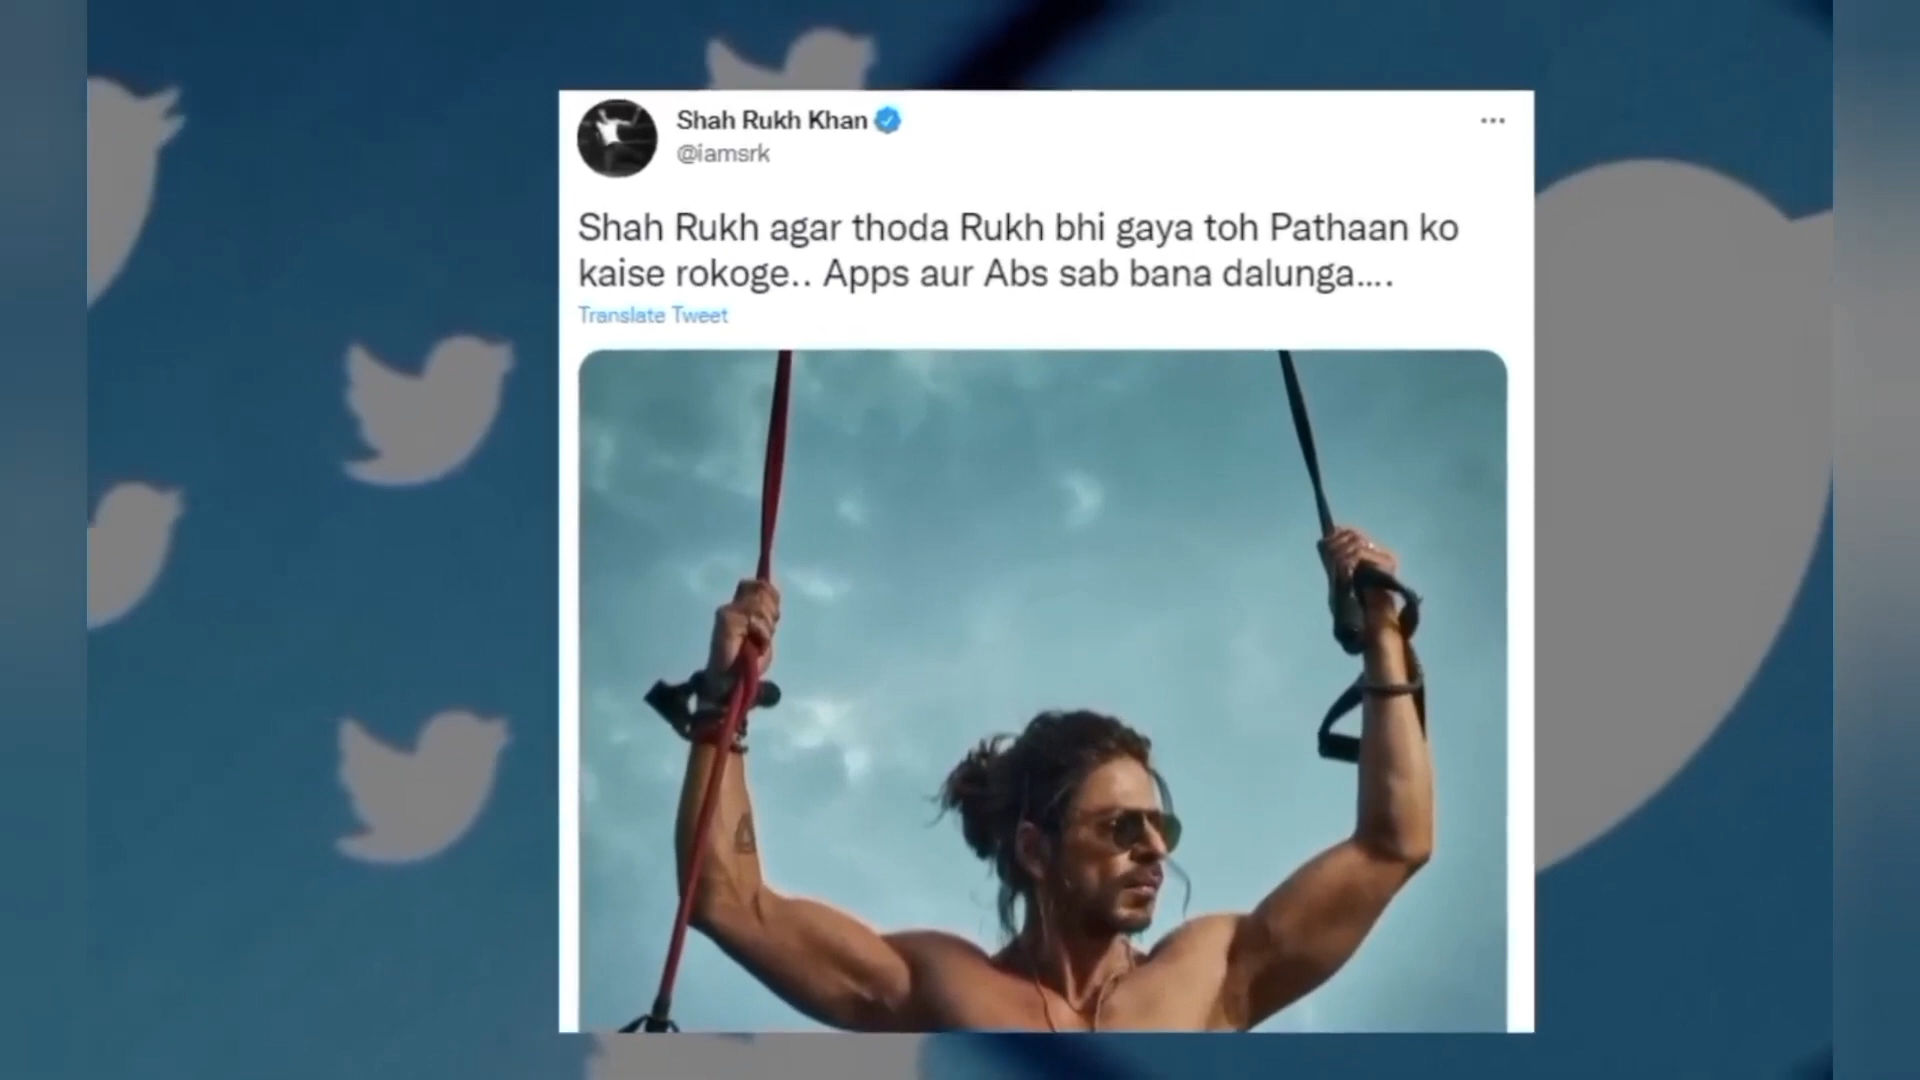 Shah Rukh Khan
@iamsrk
Shah Rukh agar thoda Rukh bhi gaya toh Pathaan ko
kaise rokoge.. Apps aur Abs sab bana dalunga....
Translate Tweet